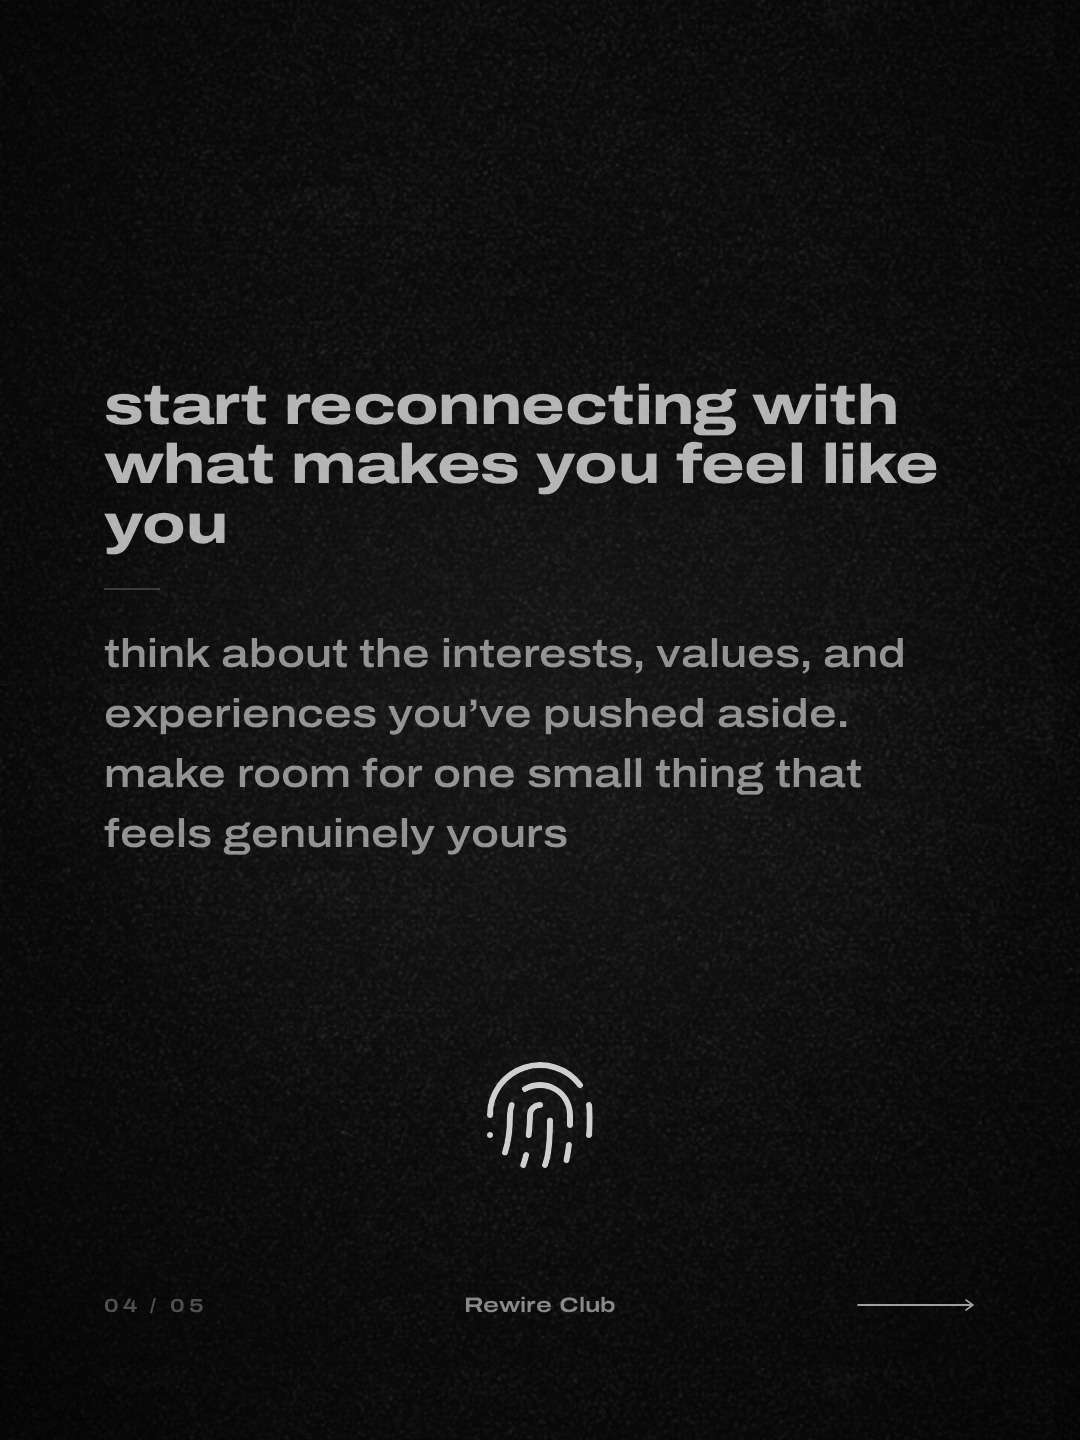 start reconnecting with
what makes you feel like
you
think about the interests, values, and
experiences you’ve pushed aside.
make room for one small thing that
feels genuinely yours
04 / 05
Rewire Club